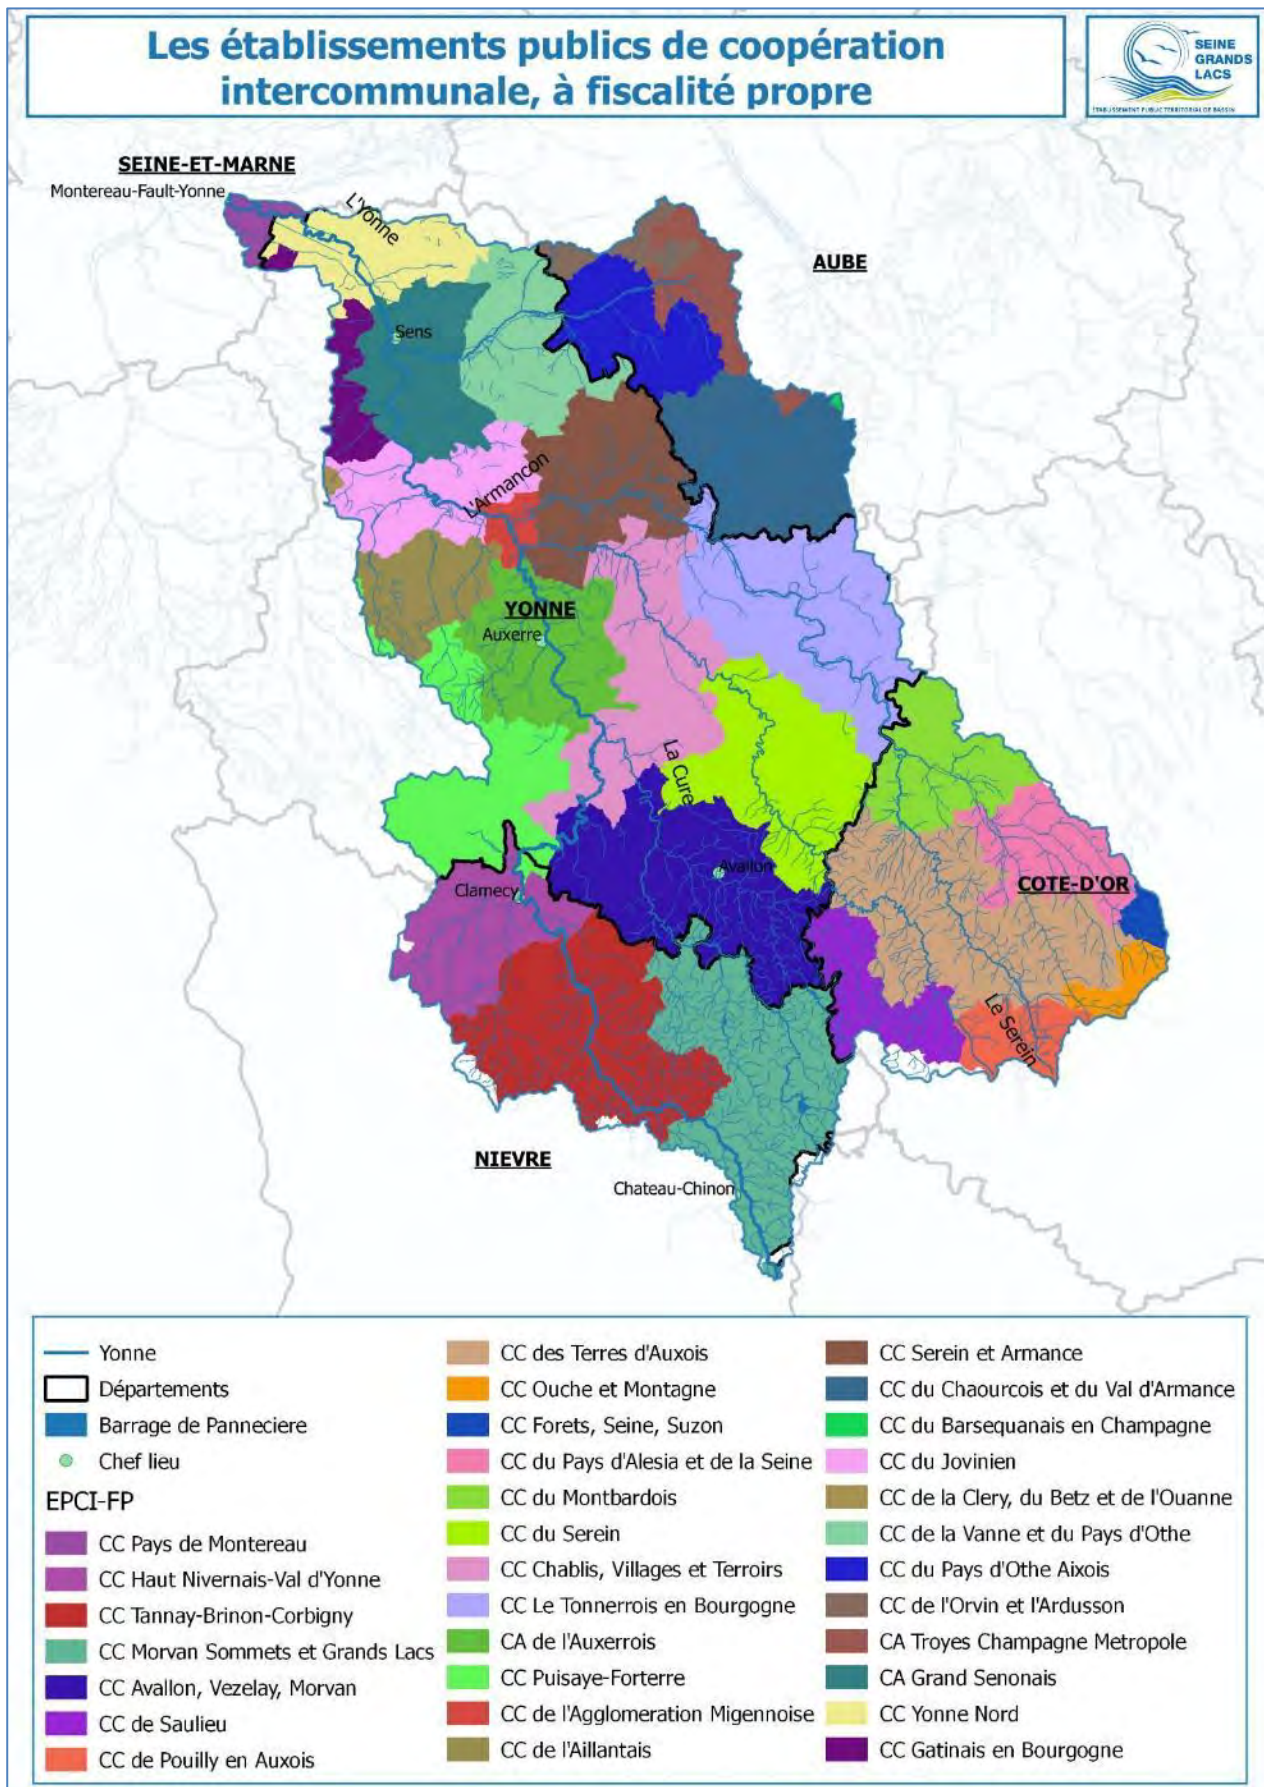 Les établissements publics de coopération
intercommunale, à fiscalité propre
SEINE
GRANDS
LACS
ÉTABLISSEMENT PUBLIC TERRITORIAL DE BASSIN
SEINE-ET-MARNE
Montereau-Fault-Yonne
L'Yonne
AUBE
Sens
L'Armancon
YONNE
Auxerre
La Cure
Avallon
COTE-D'OR
Clamecy
Le Serein
NIEVRE
Chateau-Chinon
Yonne
Départements
Barrage de Panneciere
Chef lieu
EPCI-FP
CC Pays de Montereau
CC Haut Nivernais-Val d'Yonne
CC Tannay-Brinon-Corbigny
CC Morvan Sommets et Grands Lacs
CC Avallon, Vezelay, Morvan
CC de Saulieu
CC de Pouilly en Auxois
CC des Terres d'Auxois
CC Ouche et Montagne
CC Forets, Seine, Suzon
CC du Pays d'Alesia et de la Seine
CC du Montbardois
CC du Serein
CC Chablis, Villages et Terroirs
CC Le Tonnerrois en Bourgogne
CA de l'Auxerrois
CC Puisaye-Forterre
CC de l'Agglomeration Migennoise
CC de l'Aillantais
CC Serein et Armance
CC du Chaourcois et du Val d'Armance
CC du Barsequanais en Champagne
CC du Jovinien
CC de la Clery, du Betz et de l'Ouanne
CC de la Vanne et du Pays d'Othe
CC du Pays d'Othe Aixois
CC de l'Orvin et l'Ardusson
CA Troyes Champagne Metropole
CA Grand Senonais
CC Yonne Nord
CC Gatinais en Bourgogne